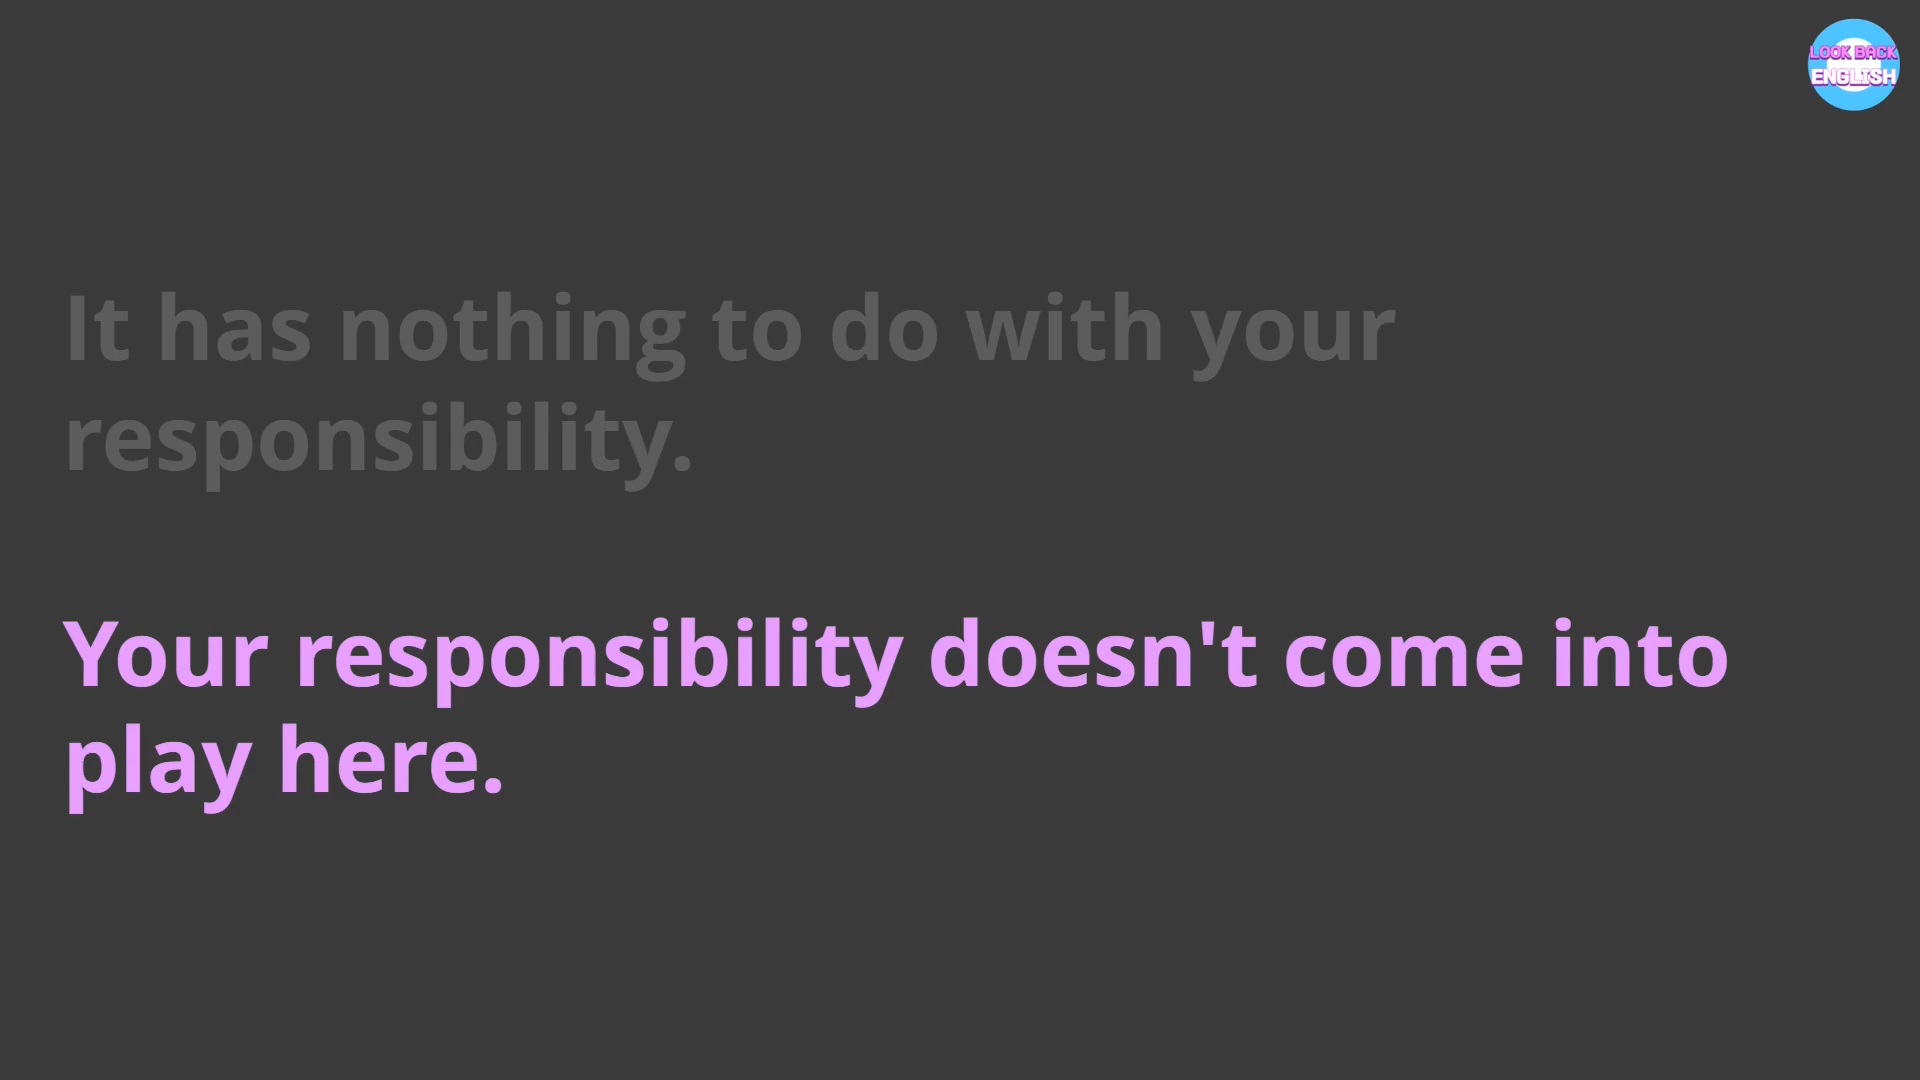 LOOK BACK
ENGLISH
It has nothing to do with your
responsibility.
Your responsibility doesn't come into
play here.